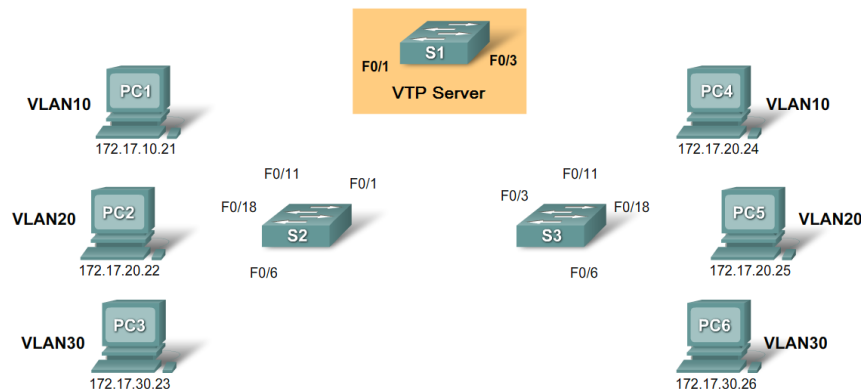 S1
F0/1
F0/3
VTP Server
PC1
VLAN10
172.17.10.21
PC4
VLAN10
172.17.20.24
F0/11
F0/1
F0/11
PC2
VLAN20
172.17.20.22
F0/18
S2
F0/3
F0/18
S3
PC5
VLAN20
172.17.20.25
F0/6
F0/6
PC3
VLAN30
172.17.30.23
PC6
VLAN30
172.17.30.26